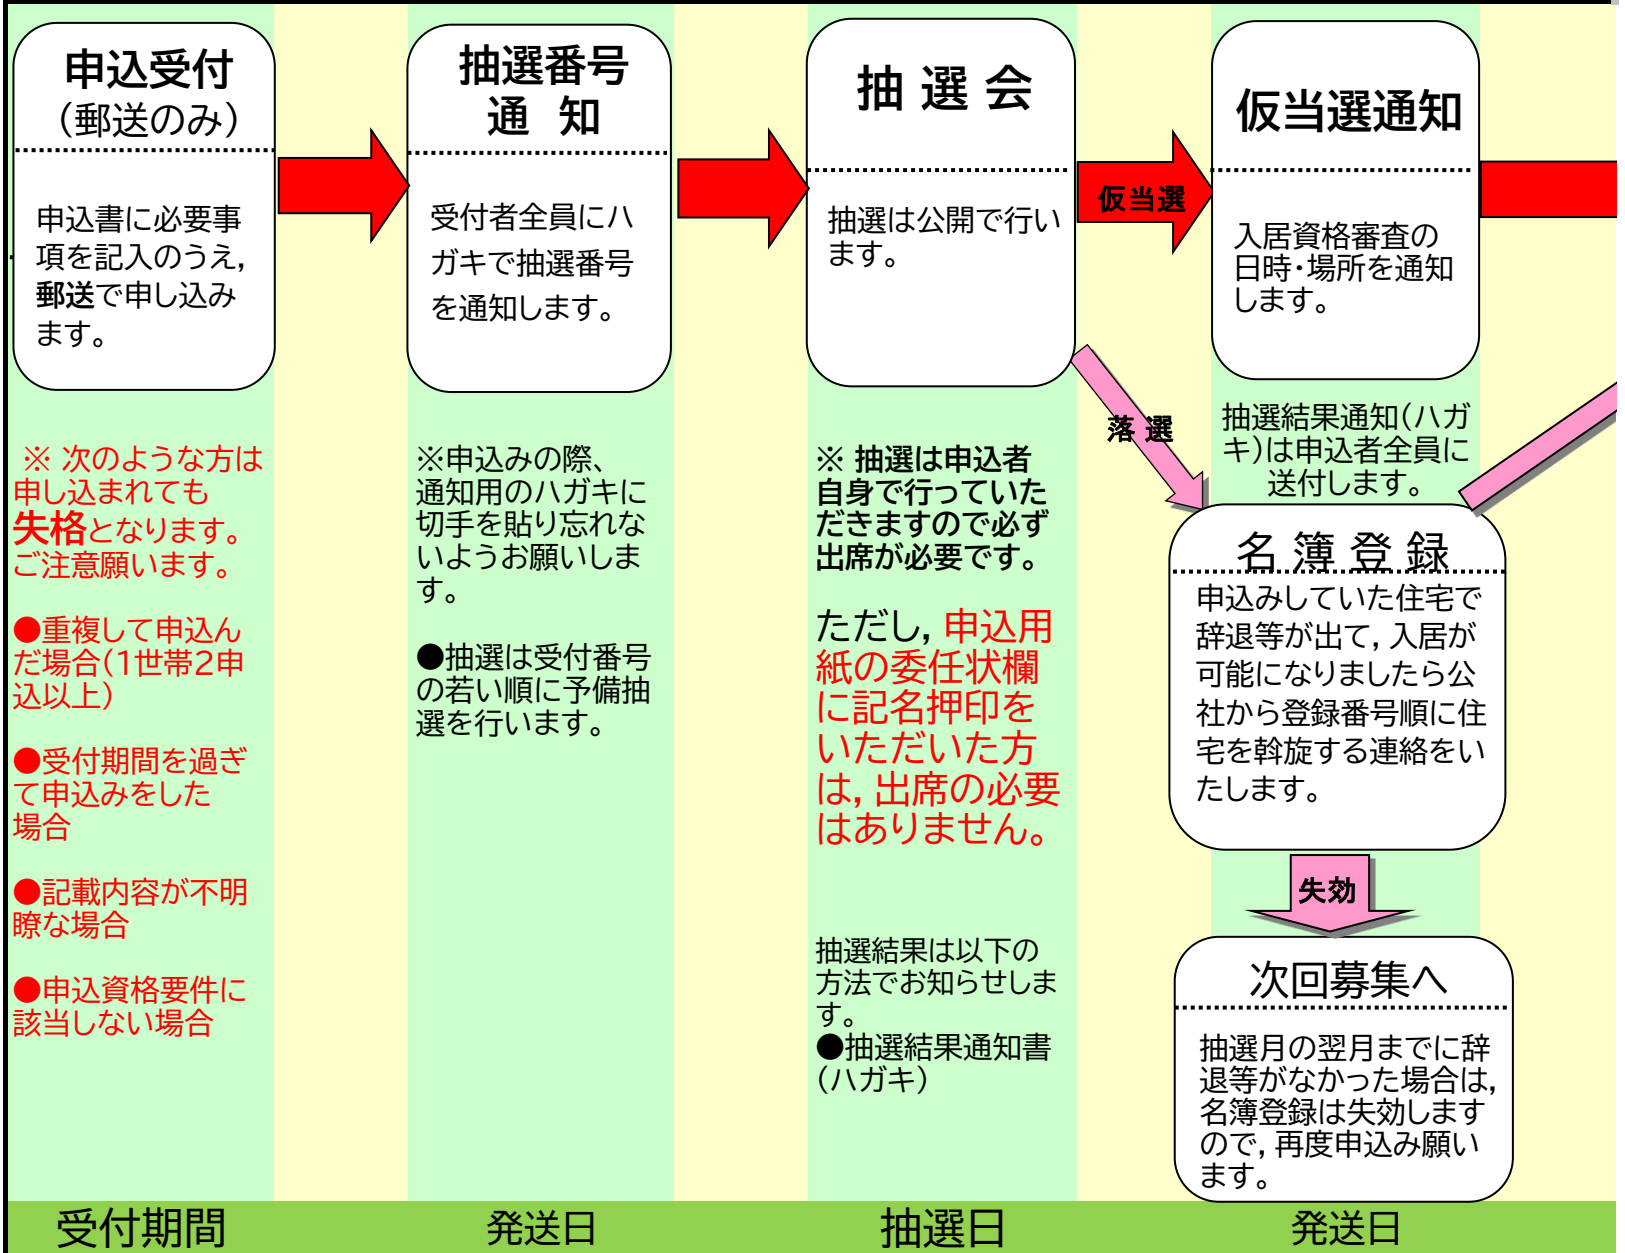 申込受付
（郵送のみ）
申込書に必要事
項を記入のうえ，
郵送で申し込み
ます。
※ 次のような方は
申し込まれても
失格となります。
ご注意願います。
●重複して申込ん
だ場合（1世帯2申
込以上）
●受付期間を過ぎ
て申込みをした
場合
●記載内容が不明
瞭な場合
●申込資格要件に
該当しない場合
受付期間
抽選番号
通 知
受付者全員にハ
ガキで抽選番号
を通知します。
※申込みの際、
通知用のハガキに
切手を貼り忘れな
いようお願いしま
す。
●抽選は受付番号
の若い順に予備抽
選を行います。
発送日
抽 選 会
抽選は公開で行い
ます。
※ 抽選は申込者
自身で行っていた
だきますので必ず
出席が必要です。
ただし，申込用
紙の委任状欄
に記名押印を
いただいた方
は，出席の必要
はありません。
抽選結果は以下の
方法でお知らせしま
す。
●抽選結果通知書
（ハガキ）
抽選日
仮当選
落 選
仮当選通知
入居資格審査の
日時・場所を通知
します。
抽選結果通知（ハガ
キ）は申込者全員に
送付します。
名 簿 登 録
申込みしていた住宅で
辞退等が出て，入居が
可能になりましたら公
社から登録番号順に住
宅を斡旋する連絡をい
たします。
失効
次回募集へ
抽選月の翌月までに辞
退等がなかった場合は，
名簿登録は失効します
ので，再度申込み願い
ます。
発送日